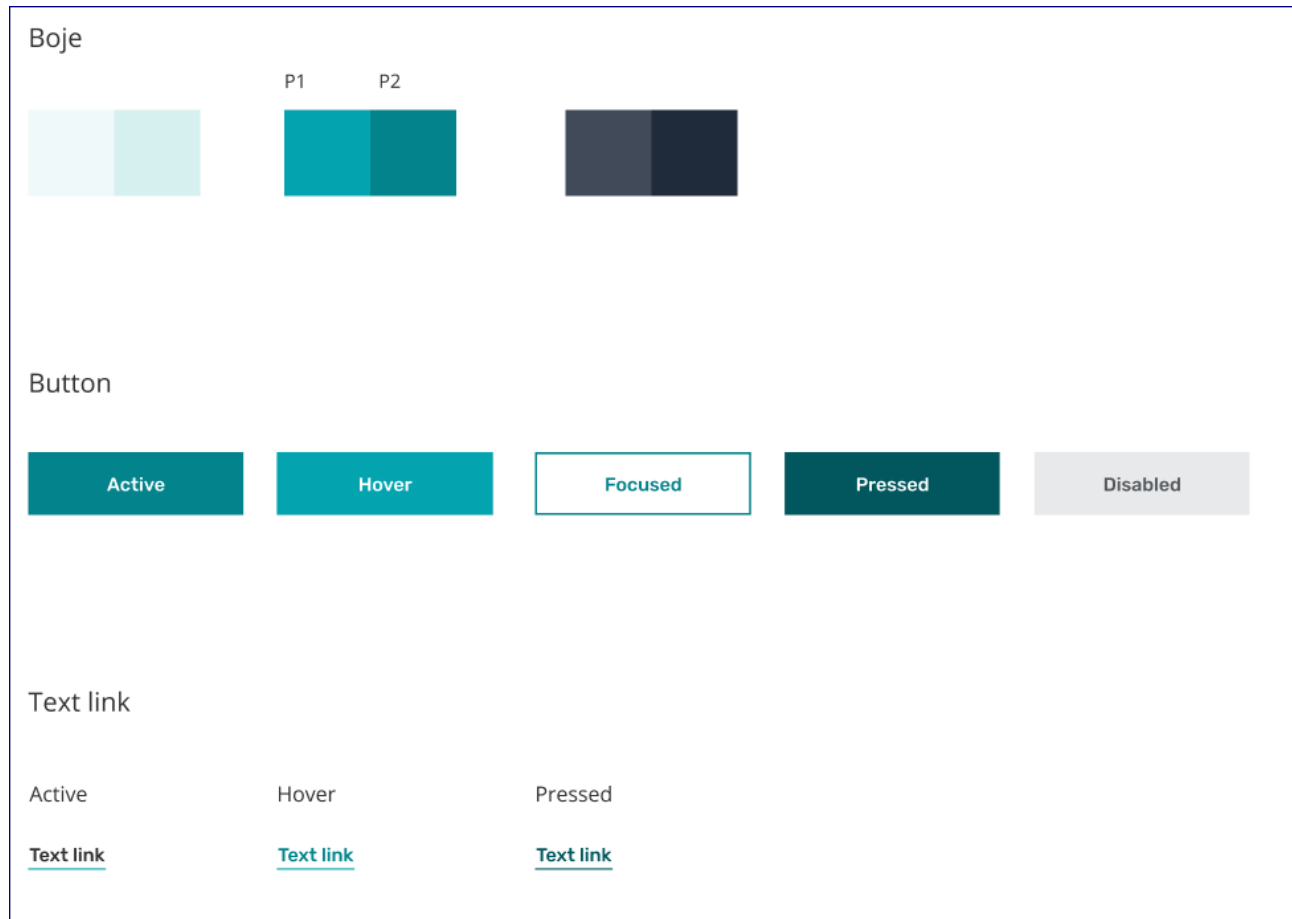 Boje
P1 P2
Button
Active Hover Focused Pressed Disabled
Text link
Active Hover Pressed
Text link Text link Text link